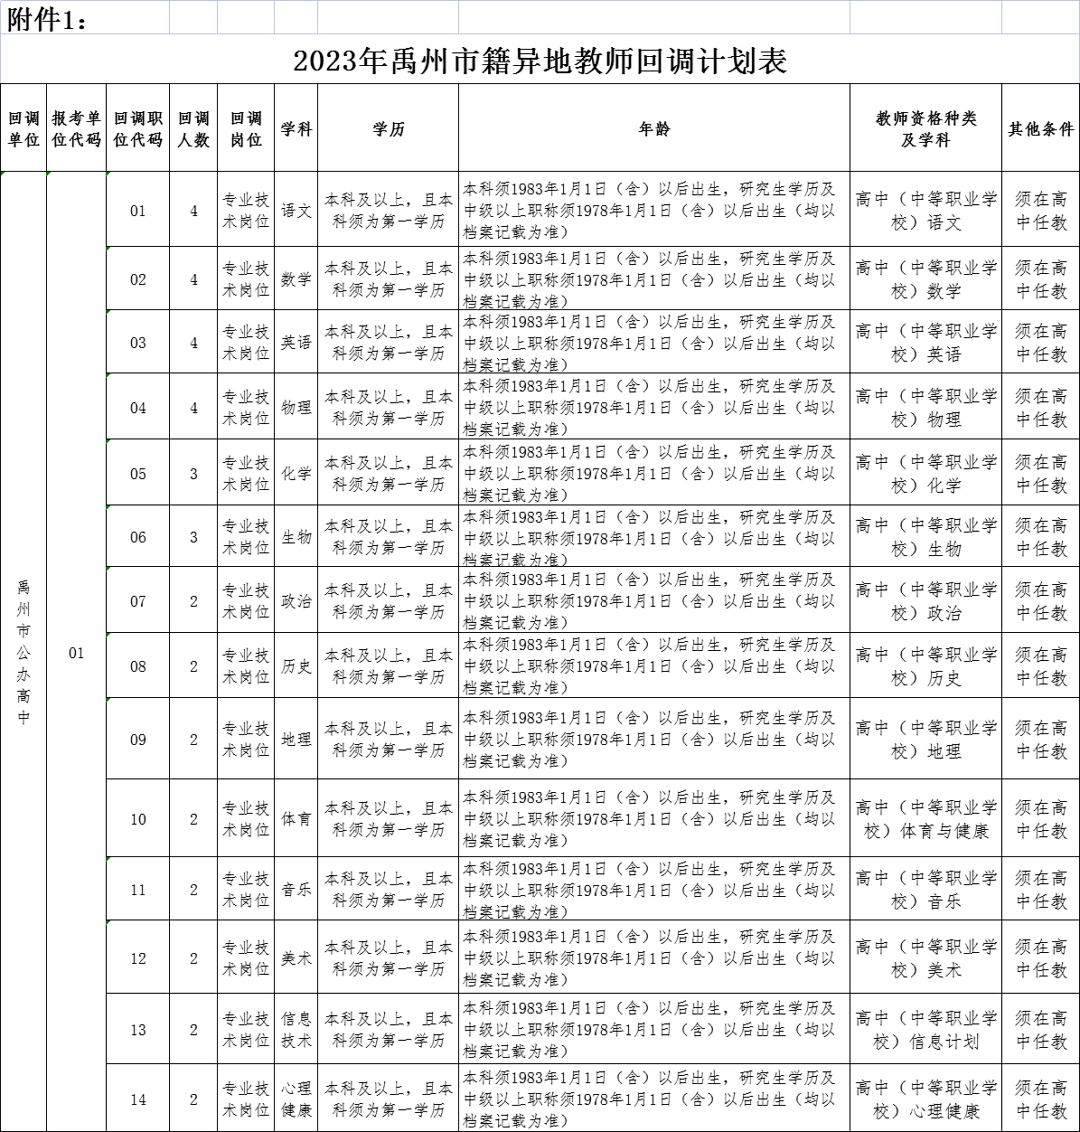 附件1：
2023年禹州市籍异地教师回调计划表
回调单位 报考单位代码 回调职位代码 回调人数 回调岗位 学科 学历 年龄 教师资格种类及学科 其他条件
禹州市公办高中 01
01 4 专业技术岗位 语文 本科及以上，且本科须为第一学历 本科须1983年1月1日（含）以后出生，研究生学历及中级以上职称须1978年1月1日（含）以后出生（均以档案记载为准） 高中（中等职业学校）语文 须在高中任教
02 4 专业技术岗位 数学 本科及以上，且本科须为第一学历 本科须1983年1月1日（含）以后出生，研究生学历及中级以上职称须1978年1月1日（含）以后出生（均以档案记载为准） 高中（中等职业学校）数学 须在高中任教
03 4 专业技术岗位 英语 本科及以上，且本科须为第一学历 本科须1983年1月1日（含）以后出生，研究生学历及中级以上职称须1978年1月1日（含）以后出生（均以档案记载为准） 高中（中等职业学校）英语 须在高中任教
04 4 专业技术岗位 物理 本科及以上，且本科须为第一学历 本科须1983年1月1日（含）以后出生，研究生学历及中级以上职称须1978年1月1日（含）以后出生（均以档案记载为准） 高中（中等职业学校）物理 须在高中任教
05 3 专业技术岗位 化学 本科及以上，且本科须为第一学历 本科须1983年1月1日（含）以后出生，研究生学历及中级以上职称须1978年1月1日（含）以后出生（均以档案记载为准） 高中（中等职业学校）化学 须在高中任教
06 3 专业技术岗位 生物 本科及以上，且本科须为第一学历 本科须1983年1月1日（含）以后出生，研究生学历及中级以上职称须1978年1月1日（含）以后出生（均以档案记载为准） 高中（中等职业学校）生物 须在高中任教
07 2 专业技术岗位 政治 本科及以上，且本科须为第一学历 本科须1983年1月1日（含）以后出生，研究生学历及中级以上职称须1978年1月1日（含）以后出生（均以档案记载为准） 高中（中等职业学校）政治 须在高中任教
08 2 专业技术岗位 历史 本科及以上，且本科须为第一学历 本科须1983年1月1日（含）以后出生，研究生学历及中级以上职称须1978年1月1日（含）以后出生（均以档案记载为准） 高中（中等职业学校）历史 须在高中任教
09 2 专业技术岗位 地理 本科及以上，且本科须为第一学历 本科须1983年1月1日（含）以后出生，研究生学历及中级以上职称须1978年1月1日（含）以后出生（均以档案记载为准） 高中（中等职业学校）地理 须在高中任教
10 2 专业技术岗位 体育 本科及以上，且本科须为第一学历 本科须1983年1月1日（含）以后出生，研究生学历及中级以上职称须1978年1月1日（含）以后出生（均以档案记载为准） 高中（中等职业学校）体育与健康 须在高中任教
11 2 专业技术岗位 音乐 本科及以上，且本科须为第一学历 本科须1983年1月1日（含）以后出生，研究生学历及中级以上职称须1978年1月1日（含）以后出生（均以档案记载为准） 高中（中等职业学校）音乐 须在高中任教
12 2 专业技术岗位 美术 本科及以上，且本科须为第一学历 本科须1983年1月1日（含）以后出生，研究生学历及中级以上职称须1978年1月1日（含）以后出生（均以档案记载为准） 高中（中等职业学校）美术 须在高中任教
13 2 专业技术岗位 信息技术 本科及以上，且本科须为第一学历 本科须1983年1月1日（含）以后出生，研究生学历及中级以上职称须1978年1月1日（含）以后出生（均以档案记载为准） 高中（中等职业学校）信息计划 须在高中任教
14 2 专业技术岗位 心理健康 本科及以上，且本科须为第一学历 本科须1983年1月1日（含）以后出生，研究生学历及中级以上职称须1978年1月1日（含）以后出生（均以档案记载为准） 高中（中等职业学校）心理健康 须在高中任教